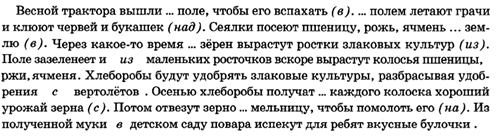 Весной трактора вышли ... поле, чтобы его вспахать (в). ... полем летают грачи
и клюют червей и букашек (над). Сеялки посеют пшеницу, рожь, ячмень ... зем-
лю (в). Через какое-то время ... зёрен вырастут ростки злаковых культур (из).
Поле зазеленеет и из маленьких росточков вскоре вырастут колосья пшеницы,
ржи, ячменя. Хлеборобы будут удобрять злаковые культуры, разбрасывая удоб-
рения с вертолётов . Осенью хлеборобы получат ... каждого колоска хороший
урожай зерна (с). Потом отвезут зерно ... мельницу, чтобы помолоть его (на). Из
полученной муки в детском саду повара испекут для ребят вкусные булочки .